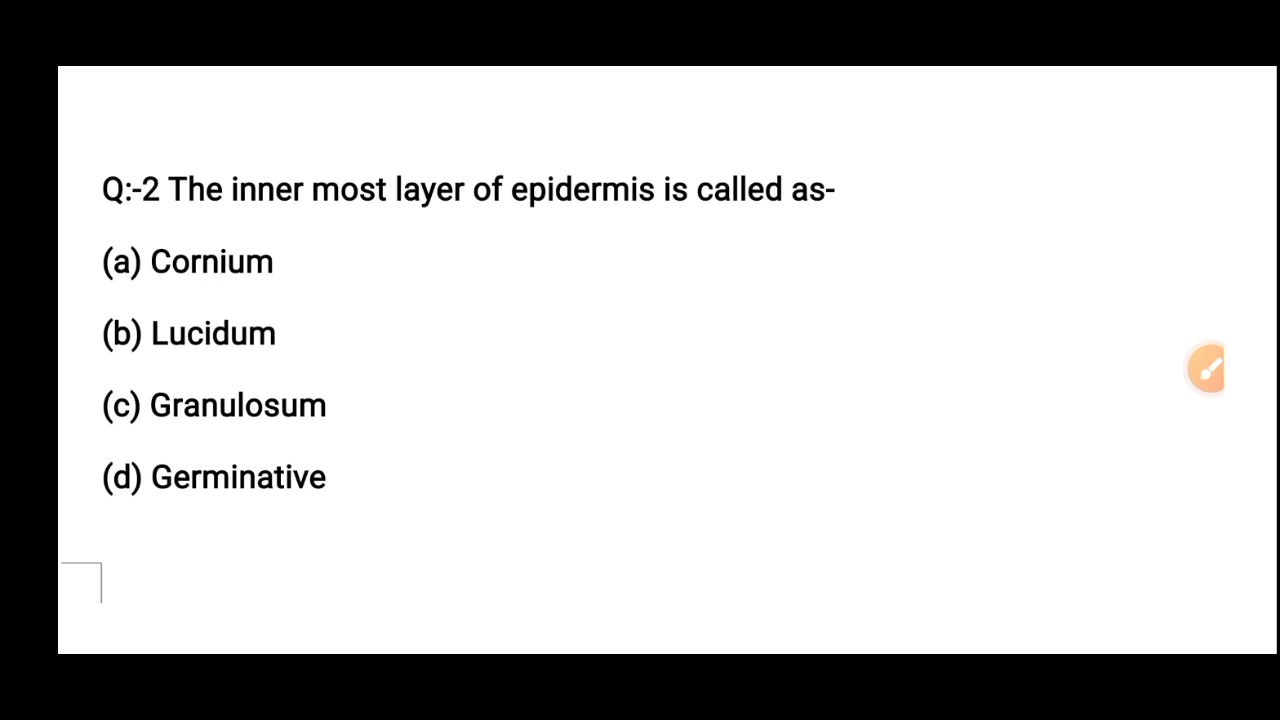 Q:-2 The inner most layer of epidermis is called as-
(a) Cornium
(b) Lucidum
(c) Granulosum
(d) Germinative